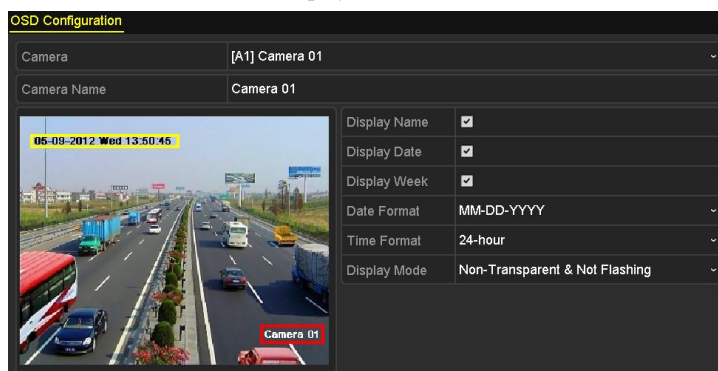 OSD Configuration
Camera [A1] Camera 01
Camera Name Camera 01
05-09-2012 Wed 13:50:45
Camera 01
Display Name
Display Date
Display Week
Date Format MM-DD-YYYY
Time Format 24-hour
Display Mode Non-Transparent & Not Flashing